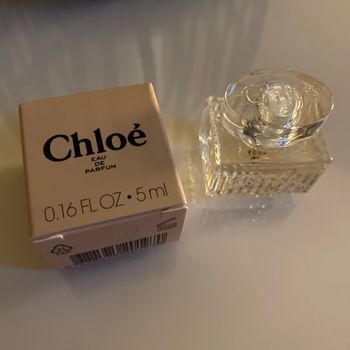 Chloé
EAU
DE
PARFUM
0.16 FL OZ • 5 ml